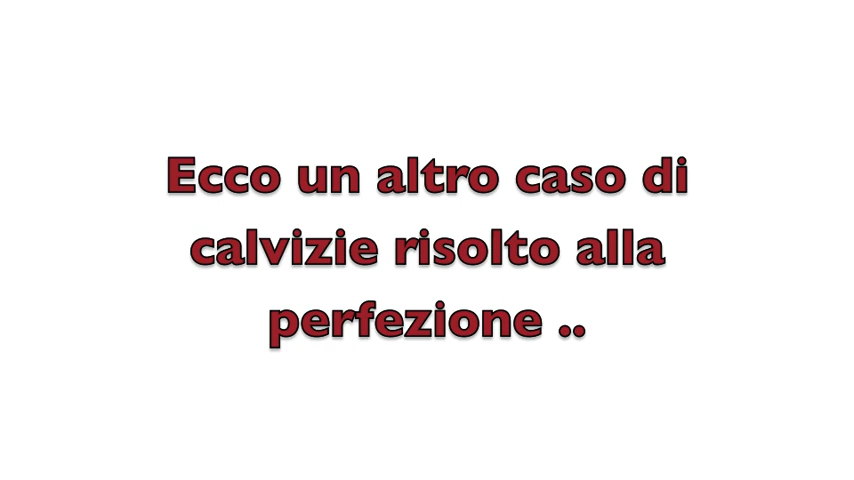 Ecco un altro caso di
calvizie risolto alla
perfezione ..